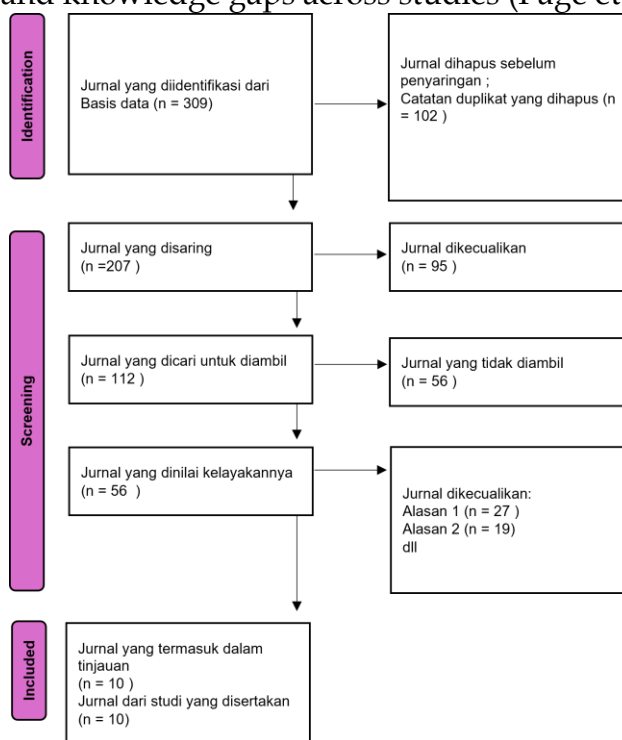 and knowledge gaps across studies (Page et
Identification
Jurnal yang diidentifikasi dari
Basis data (n = 309)
Jurnal dihapus sebelum
penyaringan ;
Catatan duplikat yang dihapus (n
= 102 )
Screening
Jurnal yang disaring
(n =207 )
Jurnal dikecualikan
(n = 95 )
Jurnal yang dicari untuk diambil
(n = 112 )
Jurnal yang tidak diambil
(n = 56 )
Jurnal yang dinilai kelayakannya
(n = 56  )
Jurnal dikecualikan:
Alasan 1 (n = 27 )
Alasan 2 (n = 19)
dll
Included
Jurnal yang termasuk dalam
tinjauan
(n = 10 )
Jurnal dari studi yang disertakan
(n = 10)